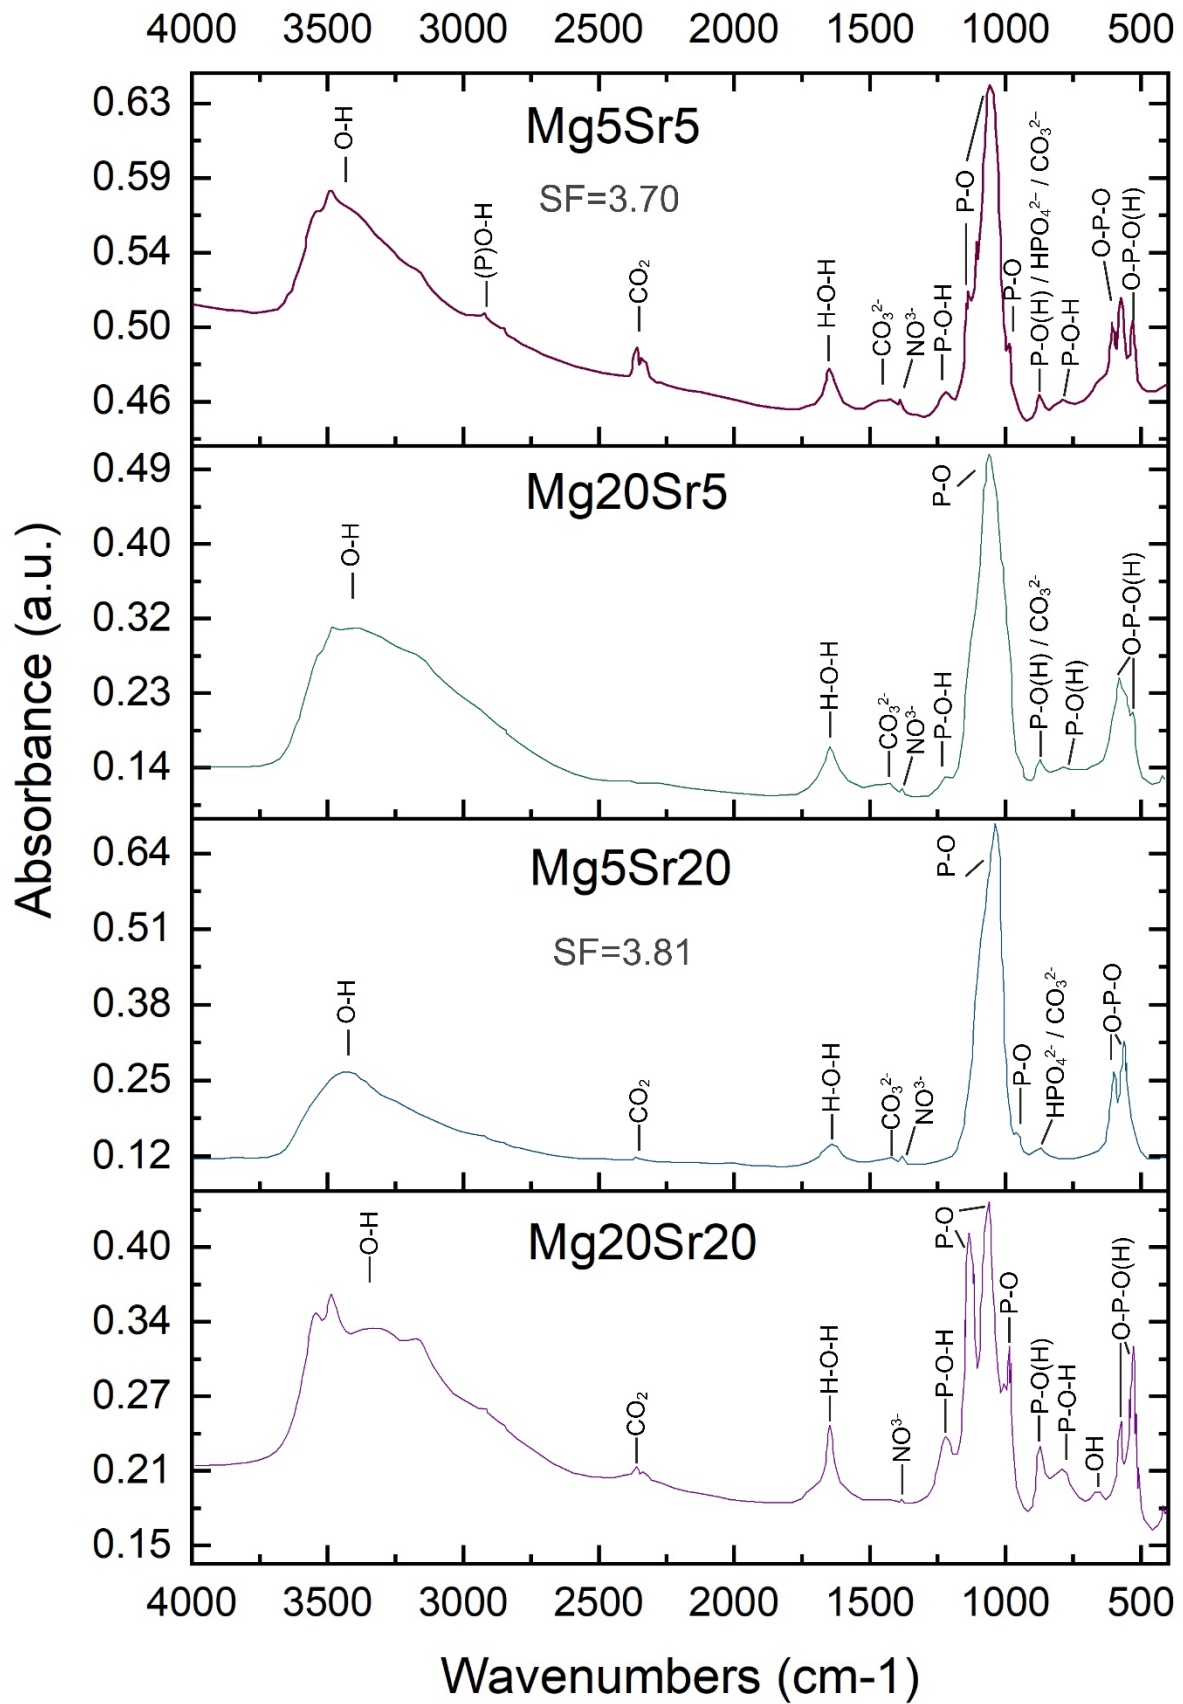 4000 3500 3000 2500 2000 1500 1000 500
Absorbance (a.u.)
Mg5Sr5
SF=3.70
0.63
0.59
0.54
0.50
0.46
O-H
(P)O-H
CO₂
H-O-H
CO₃²⁻
NO³⁻
P-O-H
P-O
P-O
P-O(H) / HPO₄²⁻ / CO₃²⁻
P-O-H
O-P-O
O-P-O(H)
Mg20Sr5
0.49
0.40
0.32
0.23
0.14
O-H
H-O-H
CO₃²⁻
NO³⁻
P-O-H
P-O
P-O(H) / CO₃²⁻
P-O(H)
O-P-O(H)
Mg5Sr20
SF=3.81
0.64
0.51
0.38
0.25
0.12
O-H
CO₂
H-O-H
CO₃²⁻
NO³⁻
P-O
P-O
HPO₄²⁻ / CO₃²⁻
O-P-O
Mg20Sr20
0.40
0.34
0.27
0.21
0.15
O-H
CO₂
H-O-H
NO³⁻
P-O-H
P-O
P-O
P-O(H)
P-O-H
OH
O-P-O(H)
4000 3500 3000 2500 2000 1500 1000 500
Wavenumbers (cm-1)